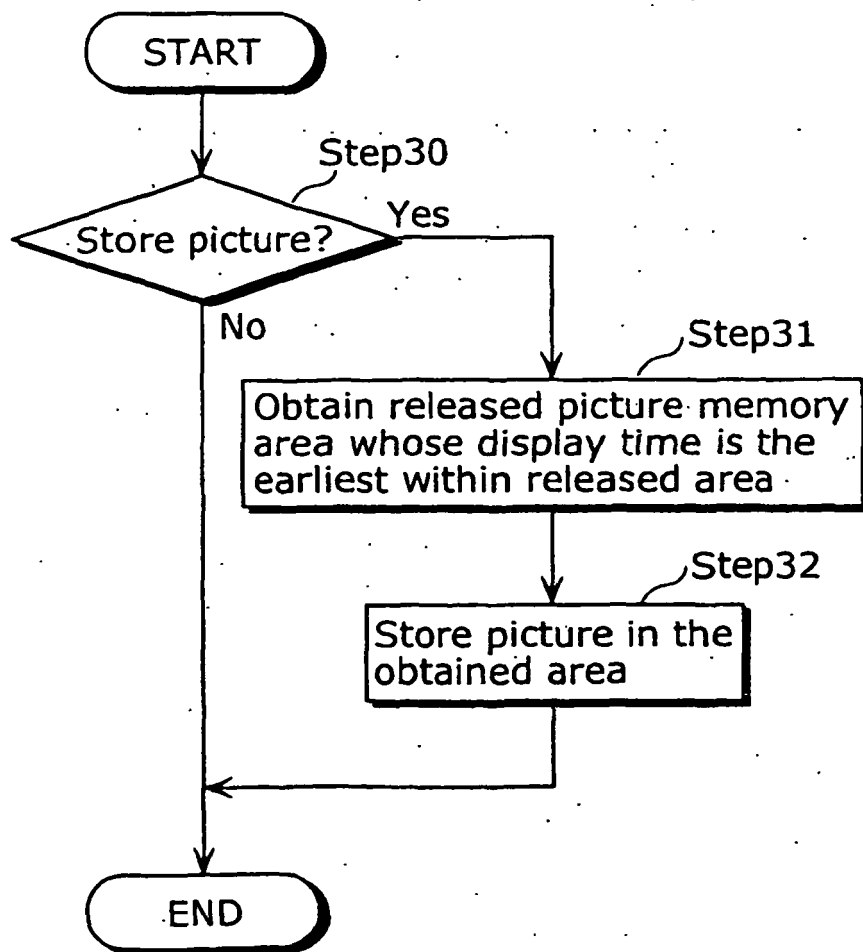 START
Step30
Store picture?
Yes
No
Step31
Obtain released picture memory
area whose display time is the
earliest within released area
Step32
Store picture in the
obtained area
END